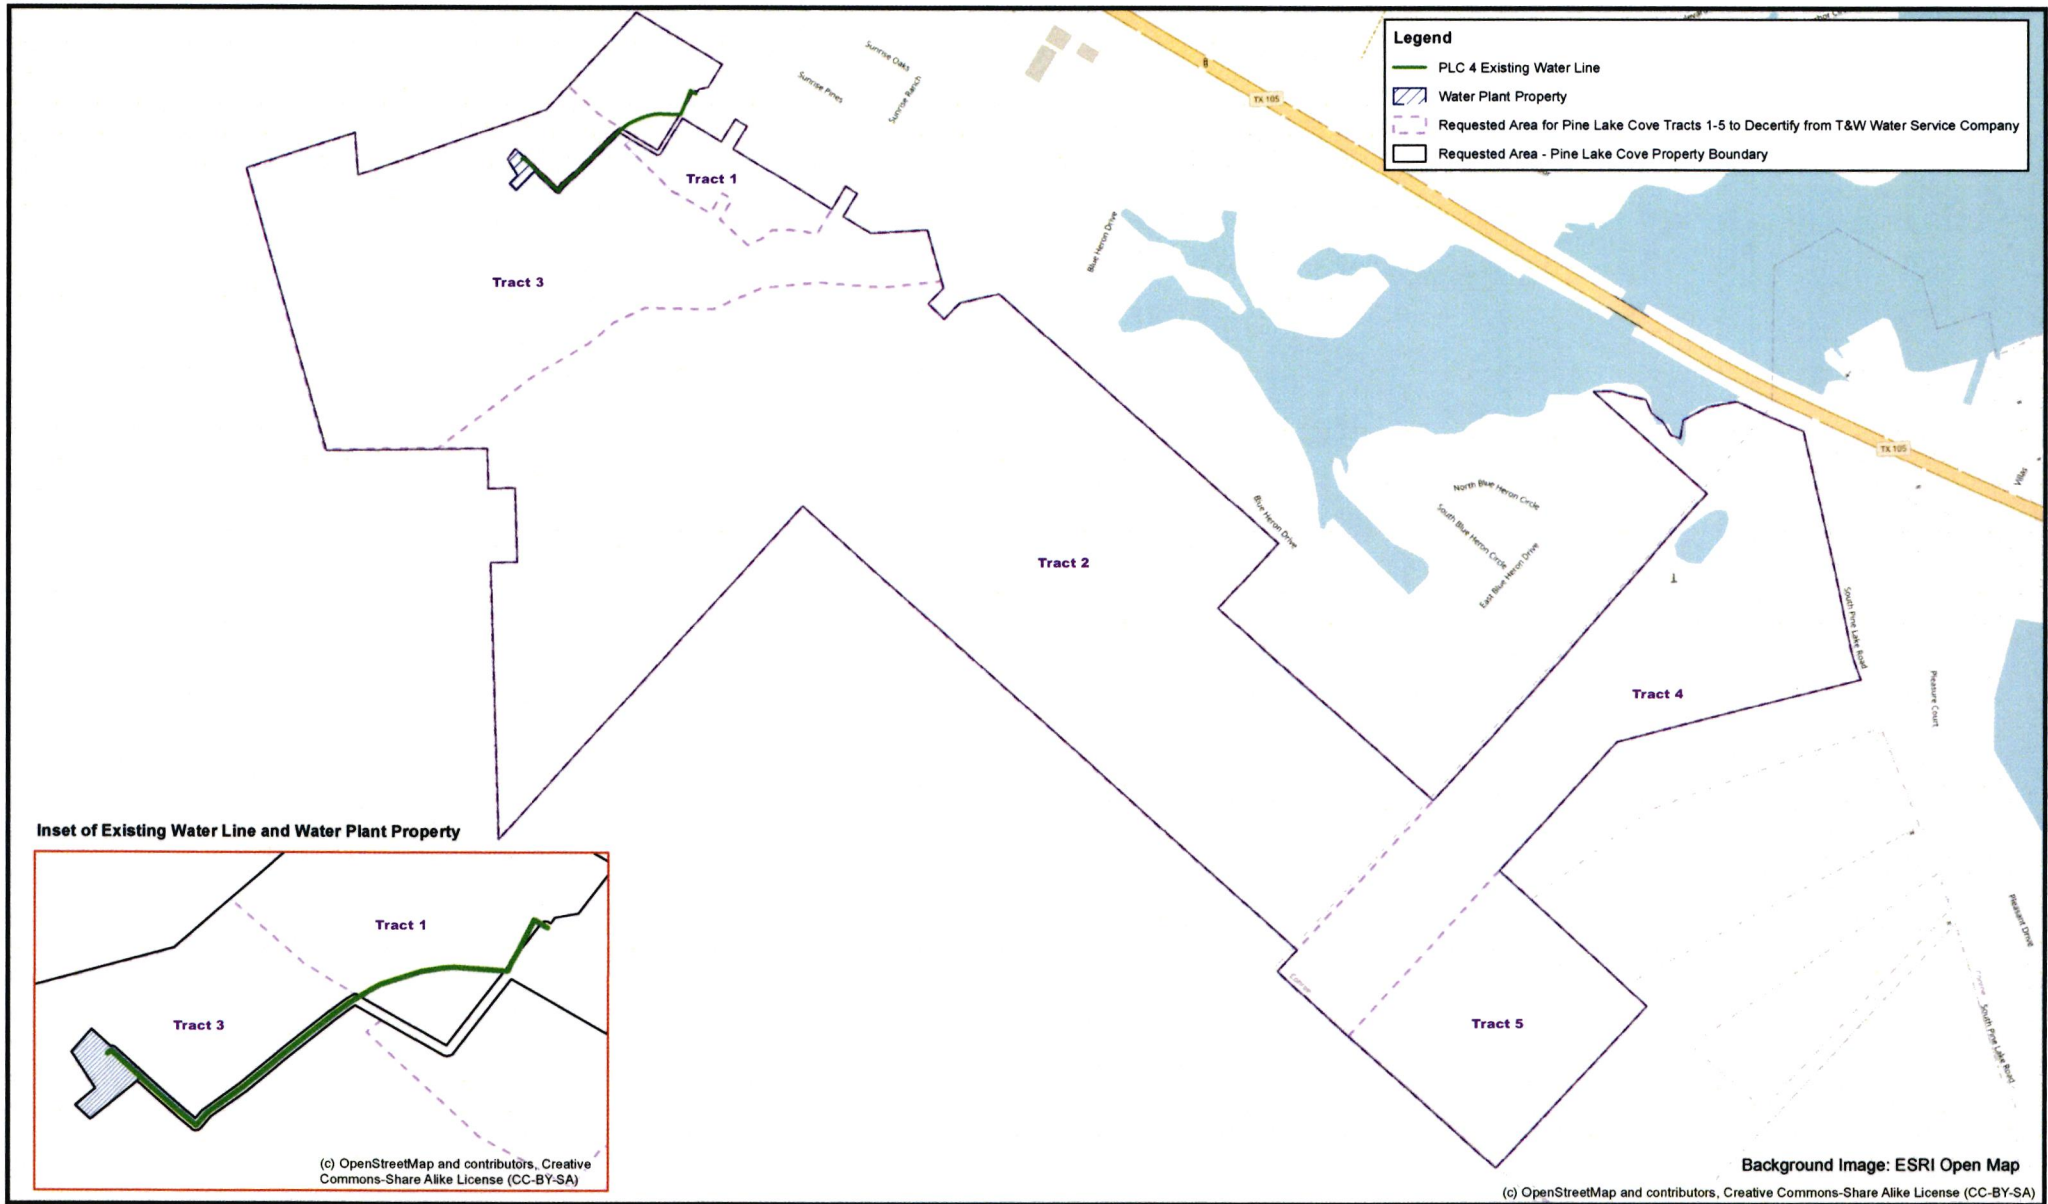 Legend
PLC 4 Existing Water Line
Water Plant Property
Requested Area for Pine Lake Cove Tracts 1-5 to Decertify from T&W Water Service Company
Requested Area - Pine Lake Cove Property Boundary
Sunrise Oaks
Sunrise Pines
Sunrise Ranch
TX 105
Tract 1
Blue Heron Drive
Tract 3
TX 105
Villas
North Blue Heron Circle
South Blue Heron Circle
East Blue Heron Drive
Blue Heron Drive
Tract 2
South Pine Lake Road
Tract 4
Pleasure Court
Pleasant Drive
Conroe
Tract 5
South Pine Lake Road
Inset of Existing Water Line and Water Plant Property
Tract 1
Tract 3
(c) OpenStreetMap and contributors, Creative
Commons-Share Alike License (CC-BY-SA)
Background Image: ESRI Open Map
(c) OpenStreetMap and contributors, Creative Commons-Share Alike License (CC-BY-SA)